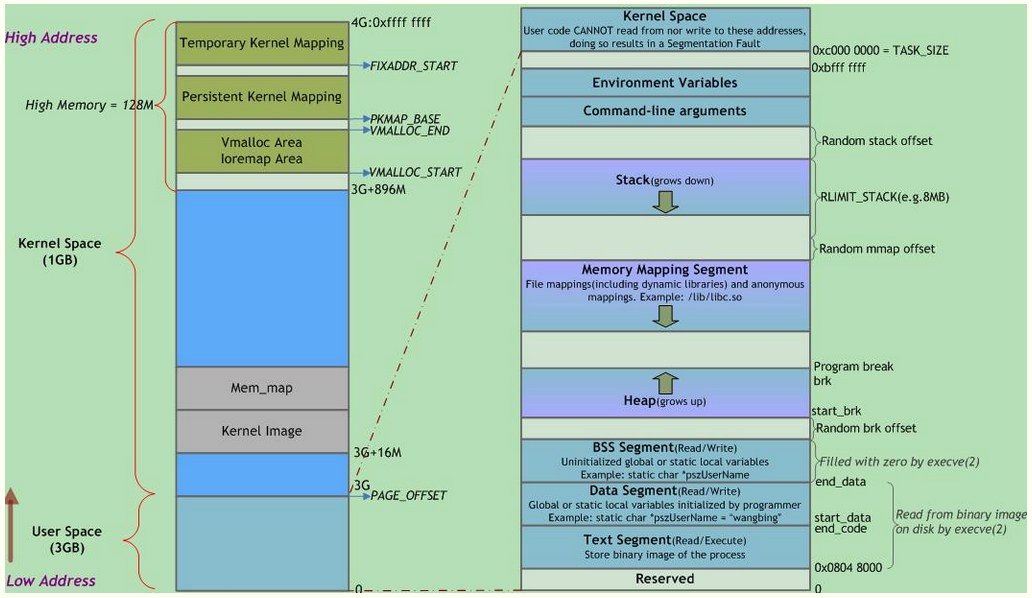 High Address
4G:0xffff ffff
Temporary Kernel Mapping
FIXADDR_START
Persistent Kernel Mapping
High Memory = 128M
PKMAP_BASE
VMALLOC_END
Vmalloc Area
Ioremap Area
VMALLOC_START
3G+896M
Kernel Space
(1GB)
Mem_map
Kernel Image
3G+16M
3G
PAGE_OFFSET
User Space
(3GB)
Low Address
0
Kernel Space
User code CANNOT read from nor write to these addresses,
doing so results in a Segmentation Fault
0xc000 0000 = TASK_SIZE
0xbfff ffff
Environment Variables
Command-line arguments
Random stack offset
Stack(grows down)
RLIMIT_STACK(e.g.8MB)
Random mmap offset
Memory Mapping Segment
File mappings(including dynamic libraries) and anonymous
mappings. Example: /lib/libc.so
Program break
brk
Heap(grows up)
start_brk
Random brk offset
BSS Segment(Read/Write)
Uninitialized global or static local variables
Example: static char *pszUserName
Filled with zero by execve(2)
end_data
Data Segment(Read/Write)
Global or static local variables initialized by programmer
Example: static char *pszUserName = "wangbing"
start_data
end_code
Read from binary image
on disk by execve(2)
Text Segment(Read/Execute)
Store binary image of the process
0x0804 8000
Reserved
0